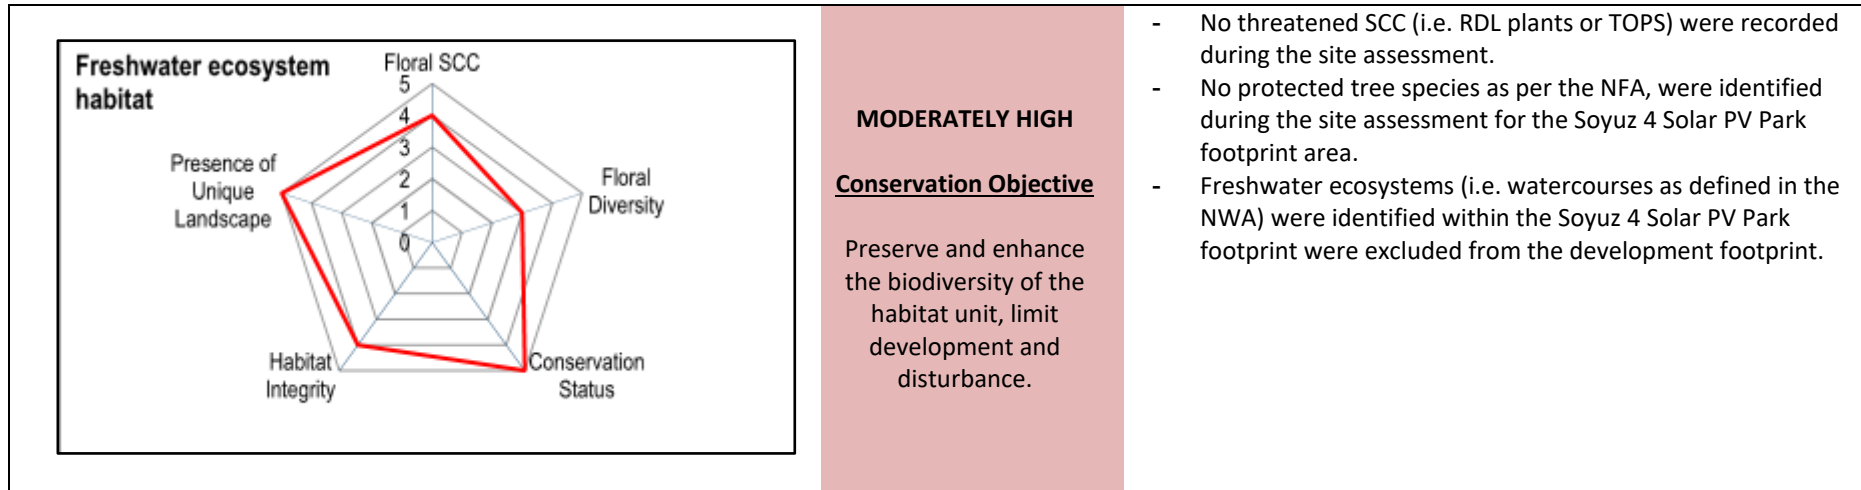 Freshwater ecosystem
habitat
Floral SCC
5
4
3
2
1
0
Presence of
Unique
Landscape
Floral
Diversity
Habitat
Integrity
Conservation
Status
MODERATELY HIGH
Conservation Objective
Preserve and enhance
the biodiversity of the
habitat unit, limit
development and
disturbance.
- No threatened SCC (i.e. RDL plants or TOPS) were recorded
during the site assessment.
- No protected tree species as per the NFA, were identified
during the site assessment for the Soyuz 4 Solar PV Park
footprint area.
- Freshwater ecosystems (i.e. watercourses as defined in the
NWA) were identified within the Soyuz 4 Solar PV Park
footprint were excluded from the development footprint.